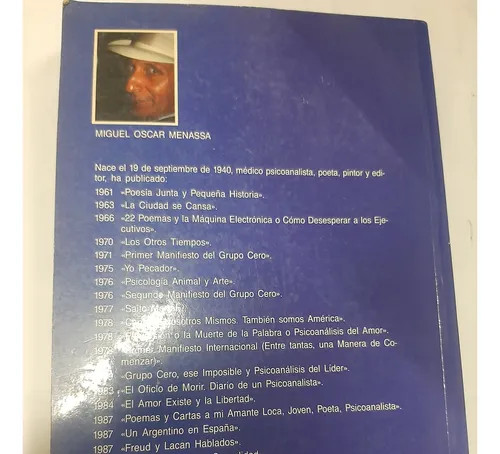 MIGUEL OSCAR MENASSA
Nace el 19 de septiembre de 1940, médico psicoanalista, poeta, pintor y edi-
tor, ha publicado:
1961 «Poesía Junta y Pequeña Historia».
1963 «La Ciudad se Cansa».
1966 «22 Poemas y la Máquina Electrónica o Cómo Desesperar a los Eje-
cutivos».
1970 «Los Otros Tiempos».
1971 «Primer Manifiesto del Grupo Cero».
1975 «Yo Pecador».
1976 «Psicología Animal y Arte».
1976 «Segundo Manifiesto del Grupo Cero».
1977 «Salto
1978 Nosotros Mismos. También somos América».
1978 o la Muerte de la Palabra o Psicoanálisis del Amor».
Manifiesto Internacional (Entre tantas, una Manera de Co-
menzar)».
«Grupo Cero, ese Imposible y Psicoanálisis del Líder».
1983 «El Oficio de Morir. Diario de un Psicoanalista».
1984 «El Amor Existe y la Libertad».
1987 «Poemas y Cartas a mi Amante Loca, Joven, Poeta, Psicoanalista».
1987 «Un Argentino en España».
1987 «Freud y Lacan Hablados».